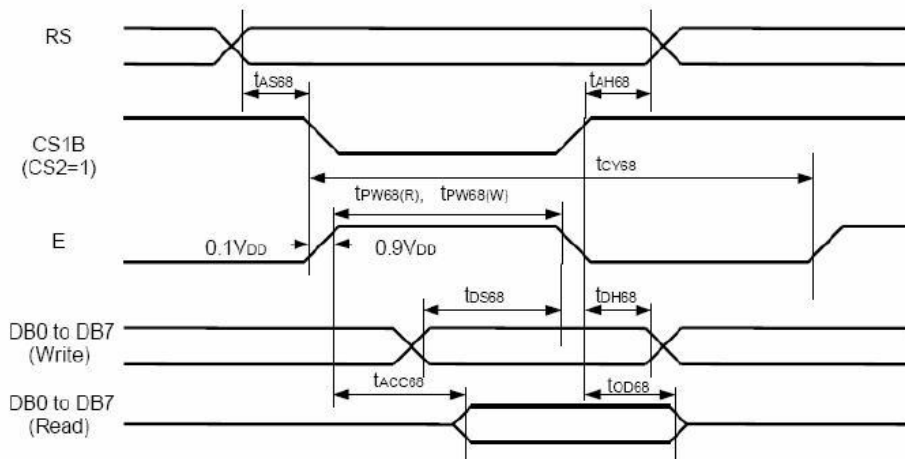 RS
tAS68
tAH68
CS1B
(CS2=1)
tCY68
tPW68(R), tPW68(W)
E
0.1VDD
0.9VDD
tDS68
tDH68
DB0 to DB7
(Write)
tACC68
tOD68
DB0 to DB7
(Read)